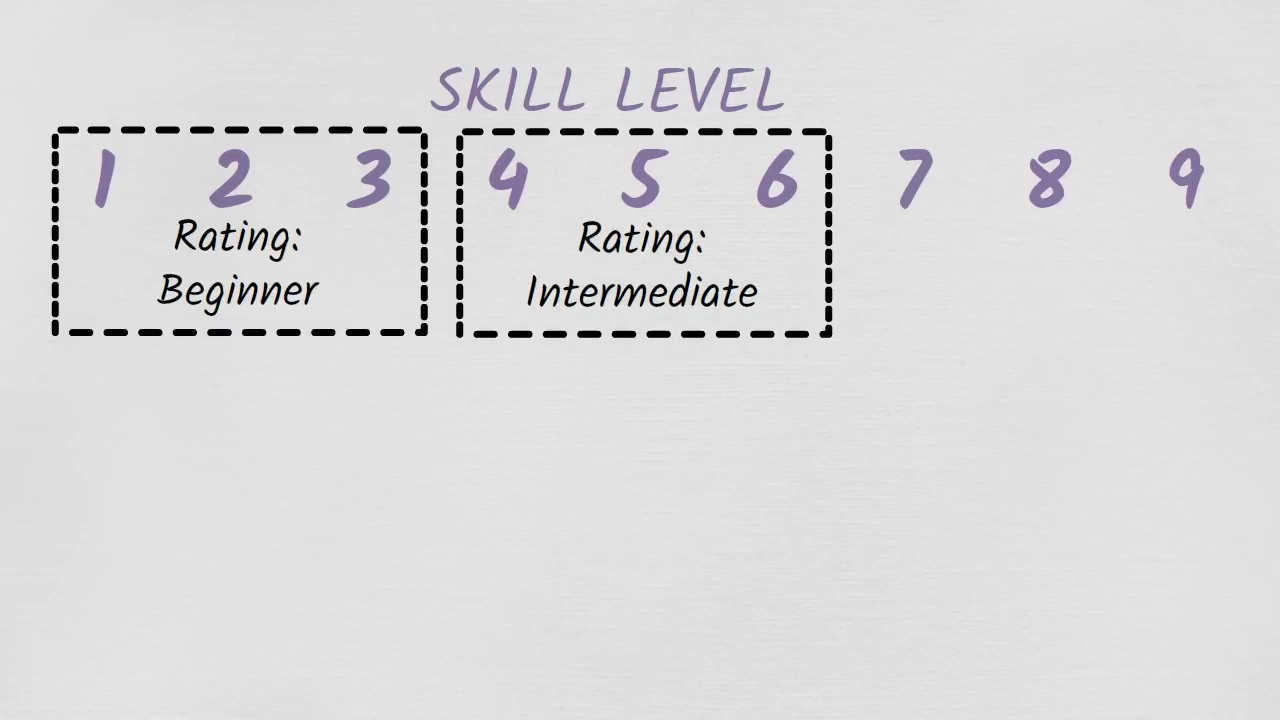 SKILL LEVEL
1 2 3 4 5 6 7 8 9
Rating:
Beginner
Rating:
Intermediate